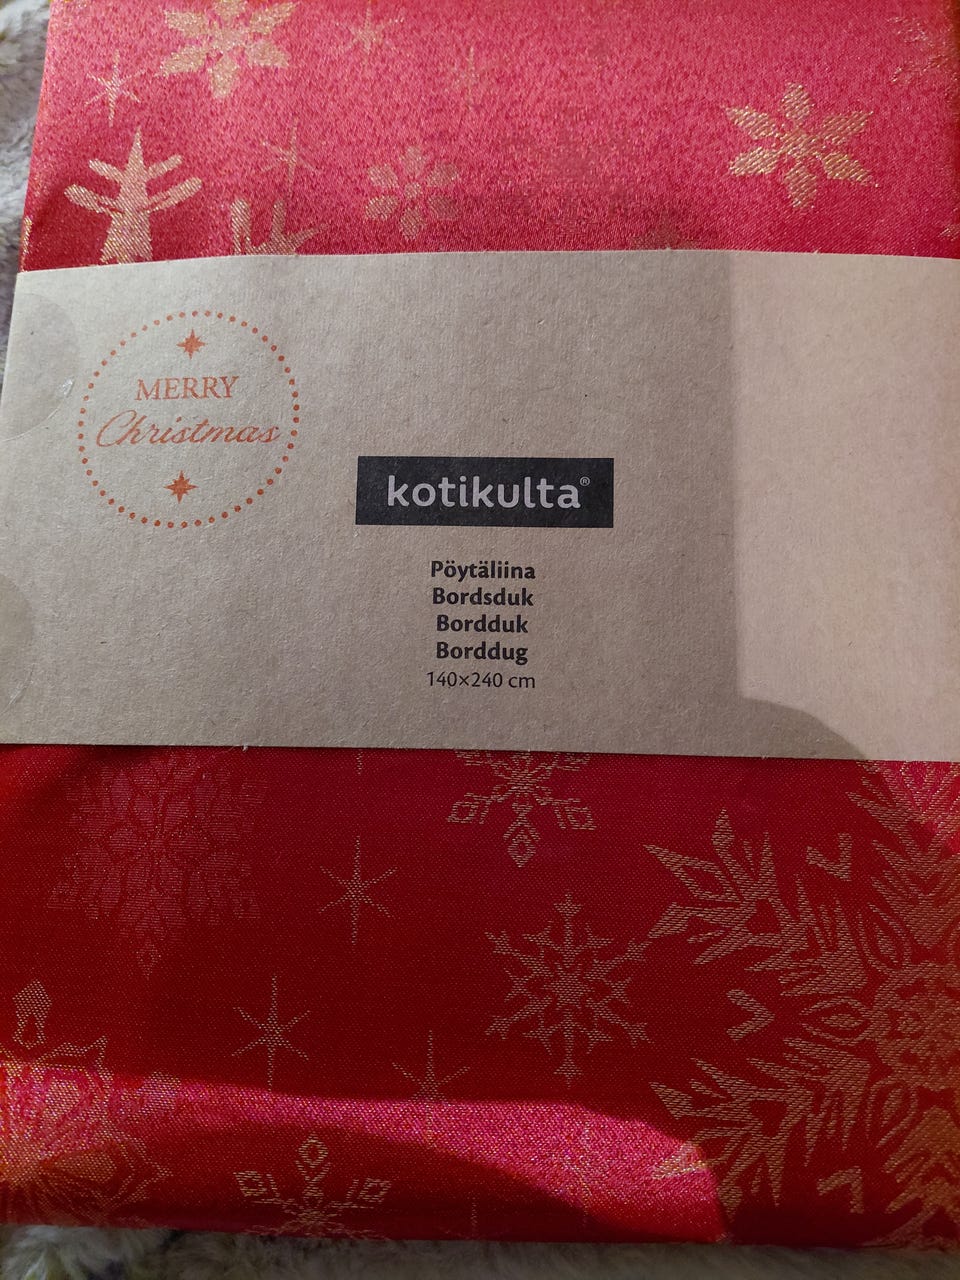 MERRY
Christmas
kotikulta®
Pöytäliina
Bordsduk
Bordduk
Borddug
140×240 cm